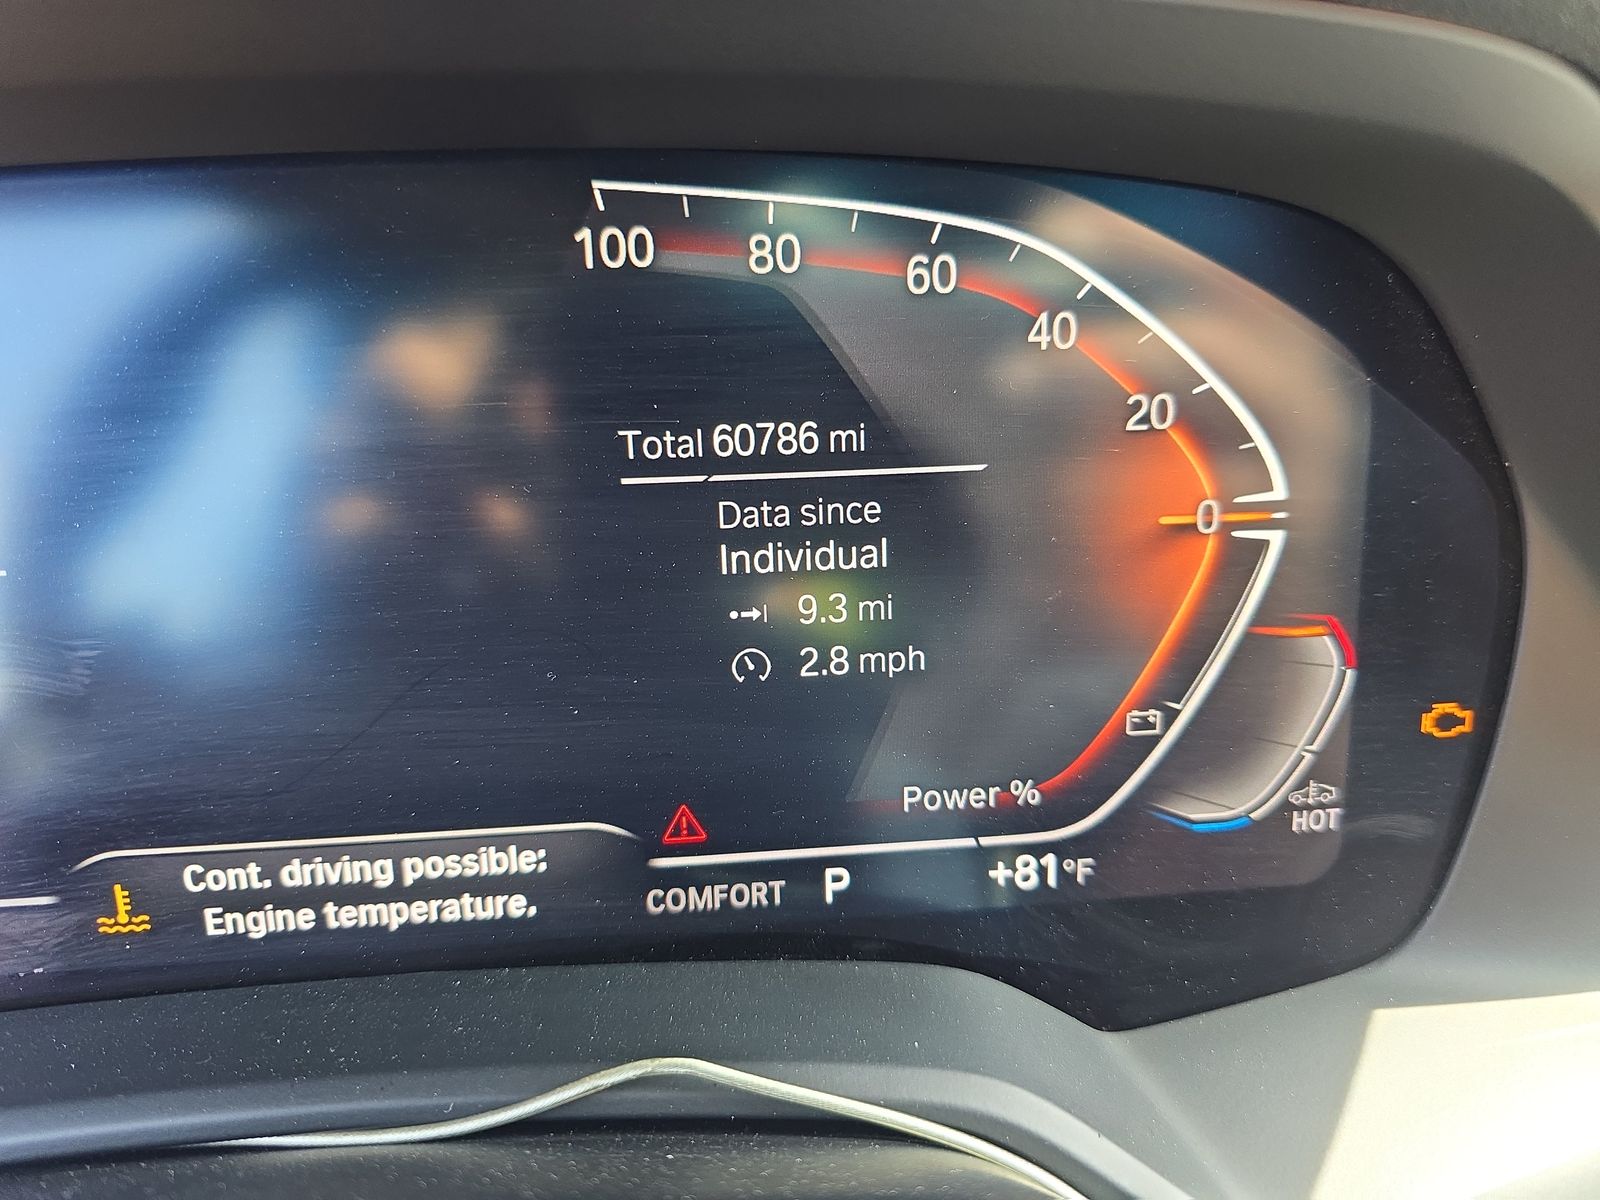 100
80
60
40
20
0
Total 60786 mi
Data since
Individual
9.3 mi
2.8 mph
Power %
HOT
Cont. driving possible:
Engine temperature.
COMFORT P +81°F